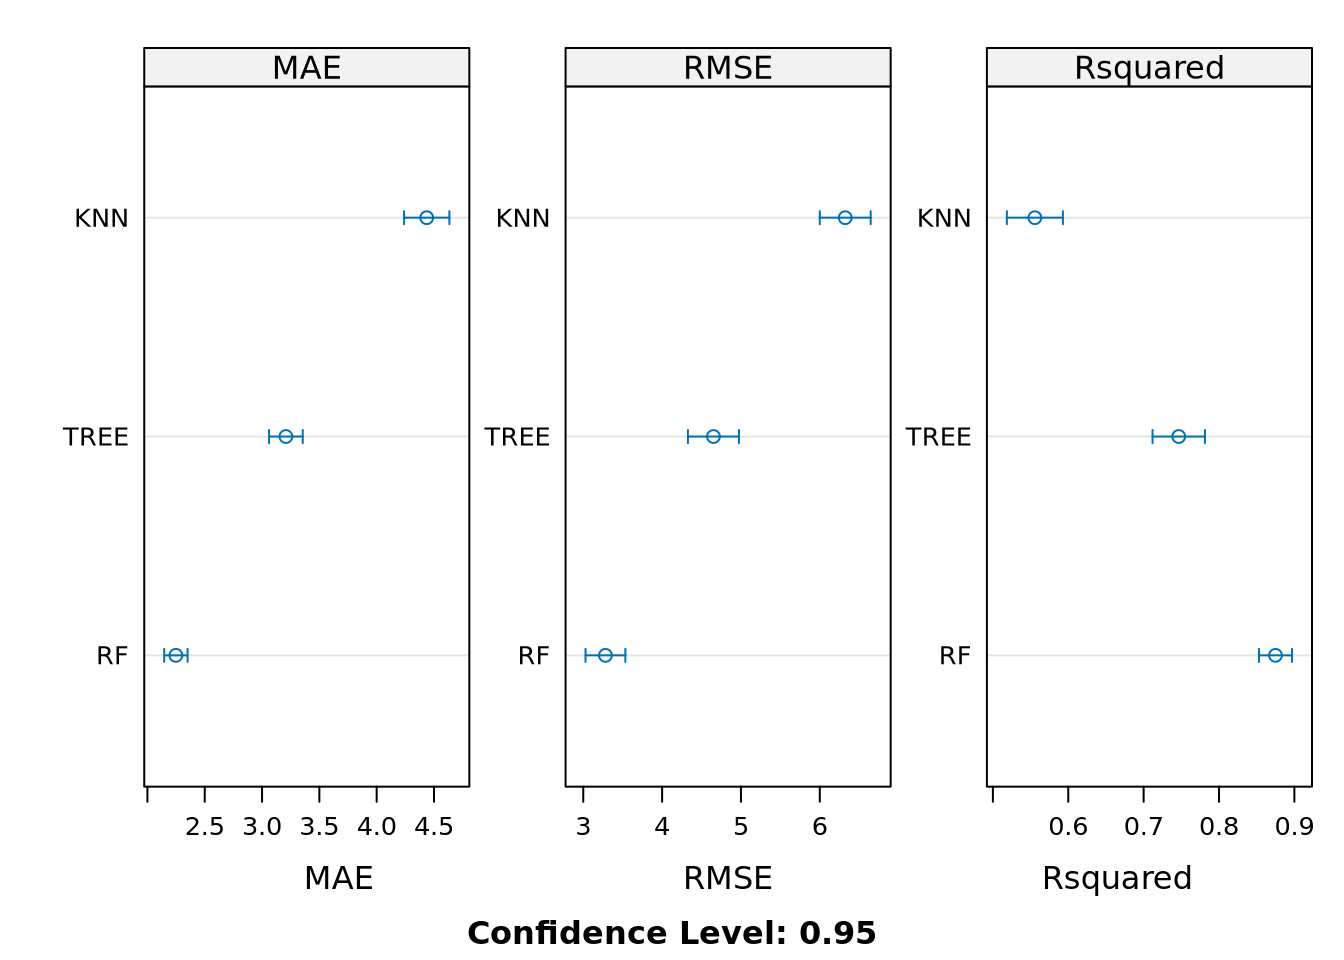 MAE RMSE Rsquared
KNN KNN KNN
TREE TREE TREE
RF RF RF
2.5 3.0 3.5 4.0 4.5 3 4 5 6 0.6 0.7 0.8 0.9
MAE RMSE Rsquared
Confidence Level: 0.95